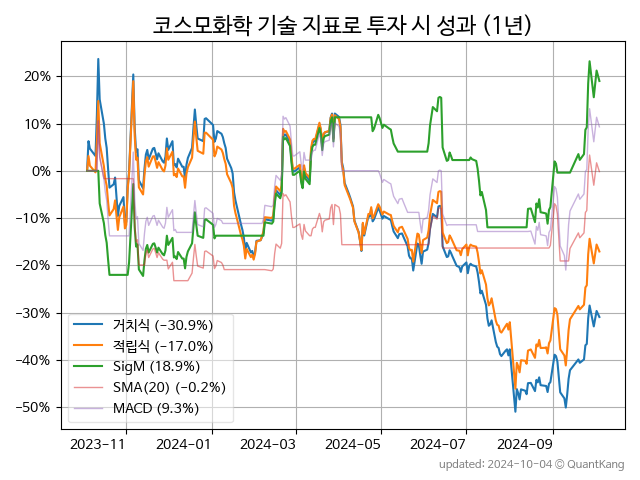 코스모화학 기술 지표로 투자 시 성과 (1년)
20%
10%
0%
−10%
−20%
−30%
−40%
−50%
거치식 (−30.9%)
적립식 (−17.0%)
SigM (18.9%)
SMA(20) (−0.2%)
MACD (9.3%)
2023−11 2024−01 2024−03 2024−05 2024−07 2024−09
updated: 2024-10-04 © QuantKang